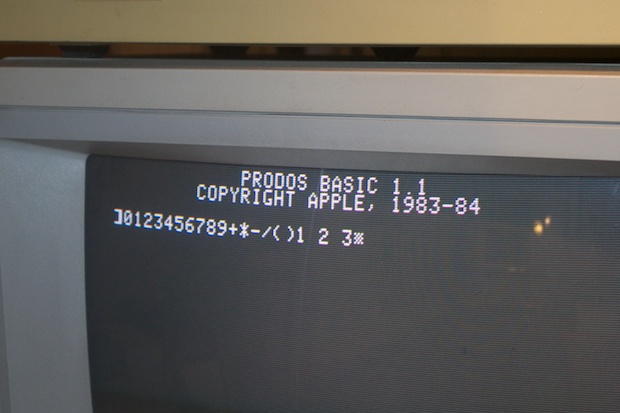 PRODOS BASIC 1.1
COPYRIGHT APPLE, 1983-84
]0123456789+*-/()1 2 3